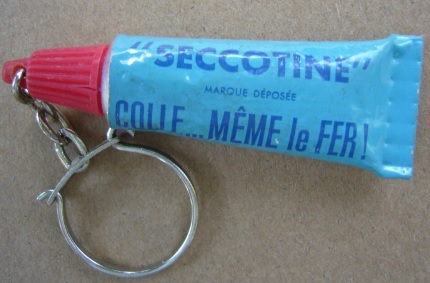 "SECCOTINE"
MARQUE DÉPOSÉE
COLLE... MÊME le FER!